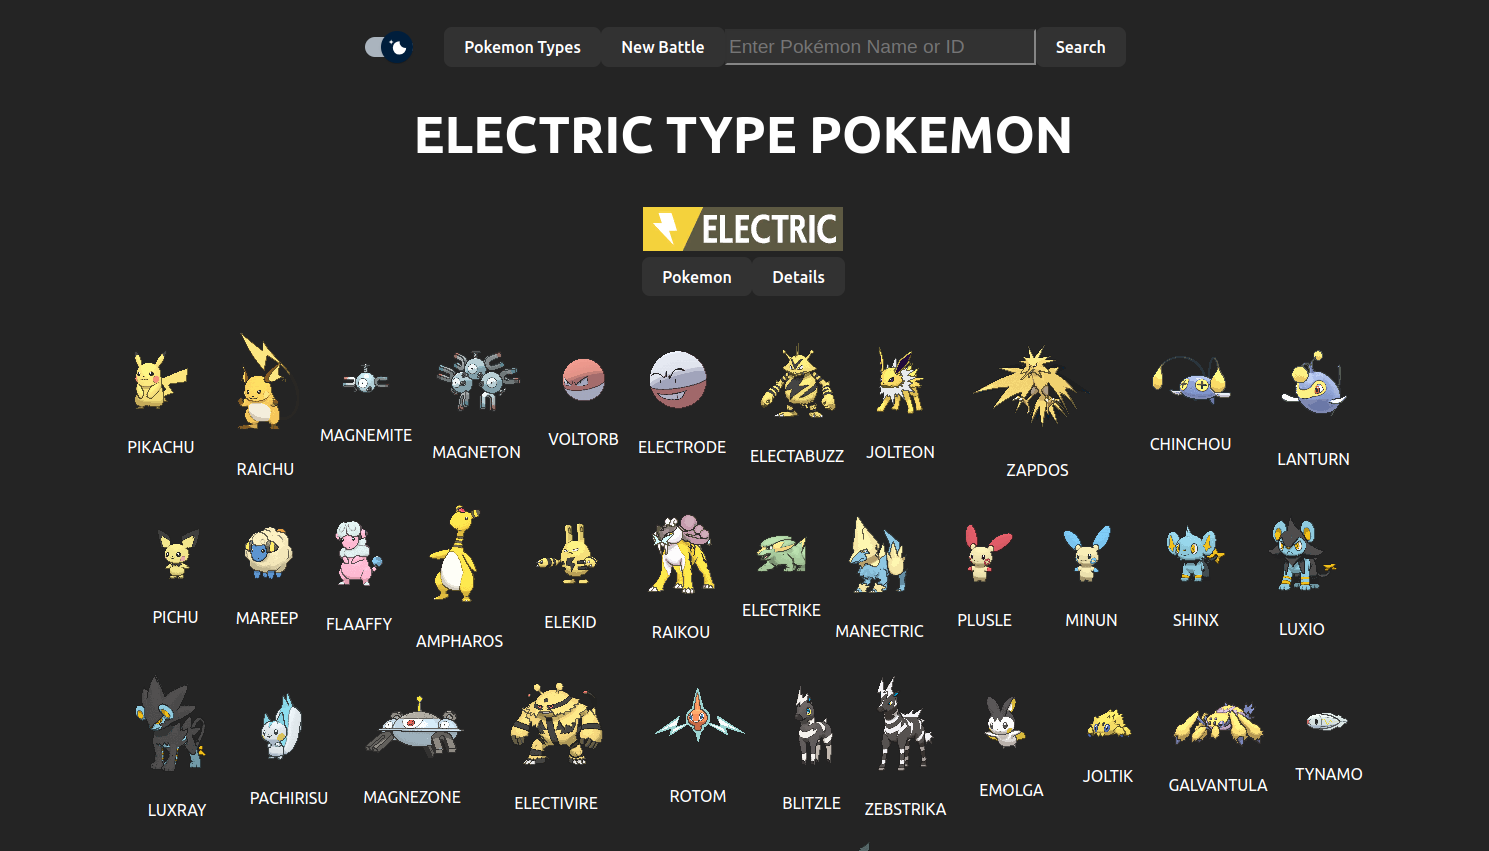 Pokemon Types New Battle Enter Pokémon Name or ID Search
ELECTRIC TYPE POKEMON
ELECTRIC
Pokemon Details
PIKACHU RAICHU MAGNEMITE MAGNETON VOLTORB ELECTRODE ELECTABUZZ JOLTEON ZAPDOS CHINCHOU LANTURN
PICHU MAREEP FLAAFFY AMPHAROS ELEKID RAIKOU ELECTRIKE MANECTRIC PLUSLE MINUN SHINX LUXIO
LUXRAY PACHIRISU MAGNEZONE ELECTIVIRE ROTOM BLITZLE ZEBSTRIKA EMOLGA JOLTIK GALVANTULA TYNAMO